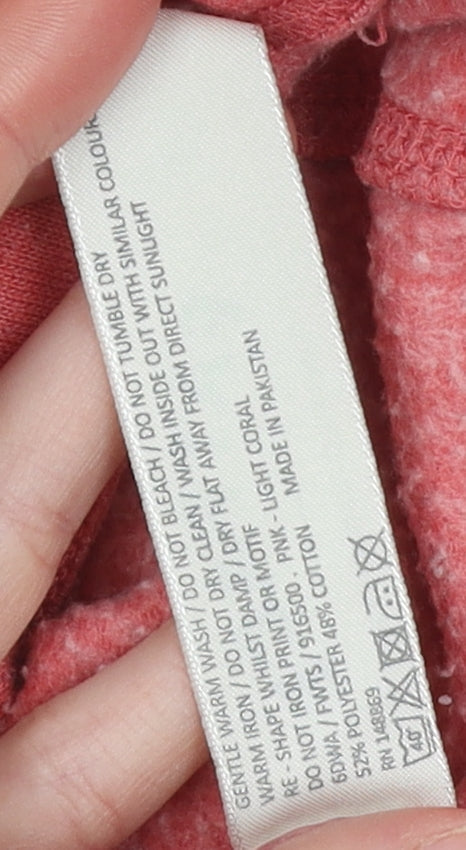 GENTLE WARM WASH / DO NOT BLEACH / DO NOT TUMBLE DRY
WARM IRON / DO NOT DRY CLEAN / WASH INSIDE OUT WITH SIMILAR COLOUR
RE - SHAPE WHILST DAMP / DRY FLAT AWAY FROM DIRECT SUNLIGHT
DO NOT IRON PRINT OR MOTIF
6DWA / FWTS / 916500 - PNK - LIGHT CORAL
52% POLYESTER 48% COTTON MADE IN PAKISTAN
RN 148869
40